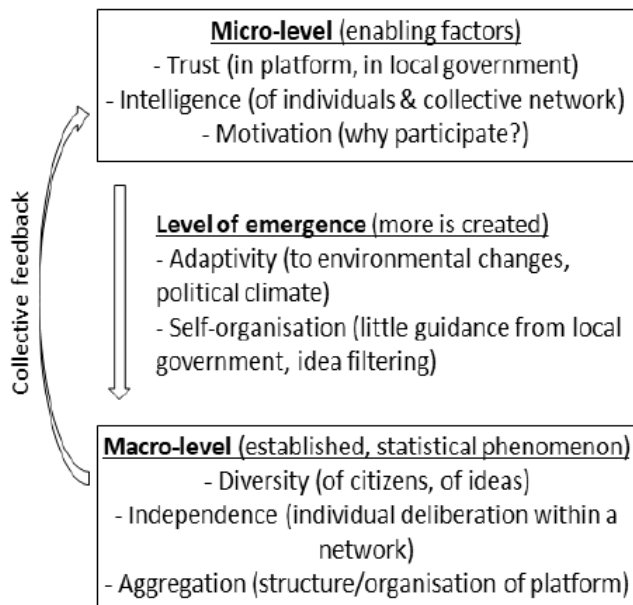 Micro-level (enabling factors)
- Trust (in platform, in local government)
- Intelligence (of individuals & collective network)
- Motivation (why participate?)
Collective feedback
Level of emergence (more is created)
- Adaptivity (to environmental changes,
political climate)
- Self-organisation (little guidance from local
government, idea filtering)
Macro-level (established, statistical phenomenon)
- Diversity (of citizens, of ideas)
- Independence (individual deliberation within a
network)
- Aggregation (structure/organisation of platform)